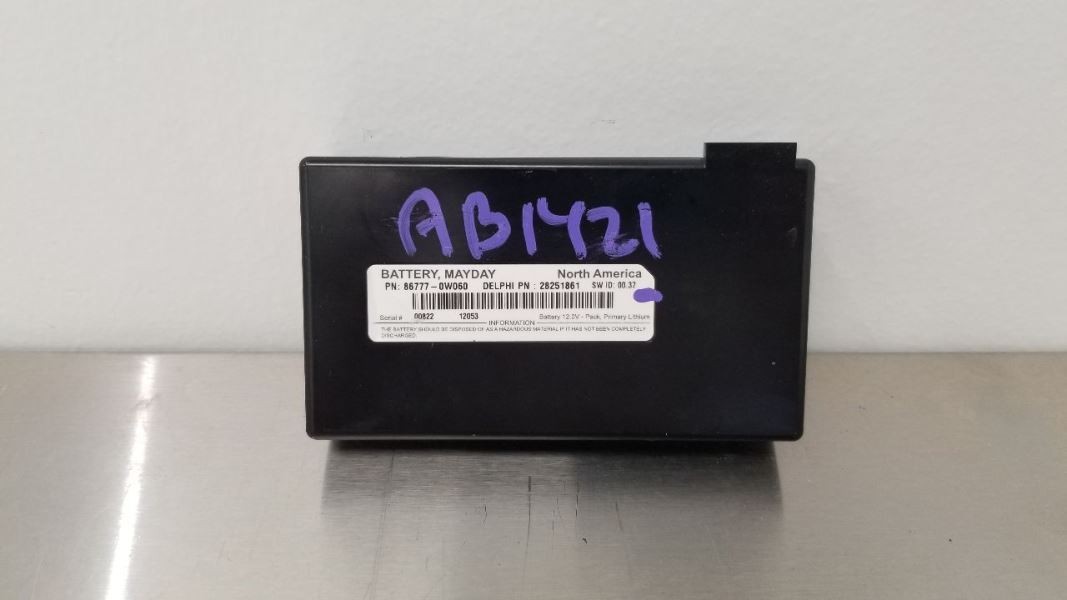 AB1421
BATTERY, MAYDAY North America
PN: 86777-0W060 DELPHI PN : 28251861 SW ID: 00.37
Serial # 00822 12053 Battery 12.0V - Pack, Primary Lithium
INFORMATION
THE BATTERY SHOULD BE DISPOSED OF AS A HAZARDOUS MATERIAL IF IT HAS NOT BEEN COMPLETELY
DISCHARGED.